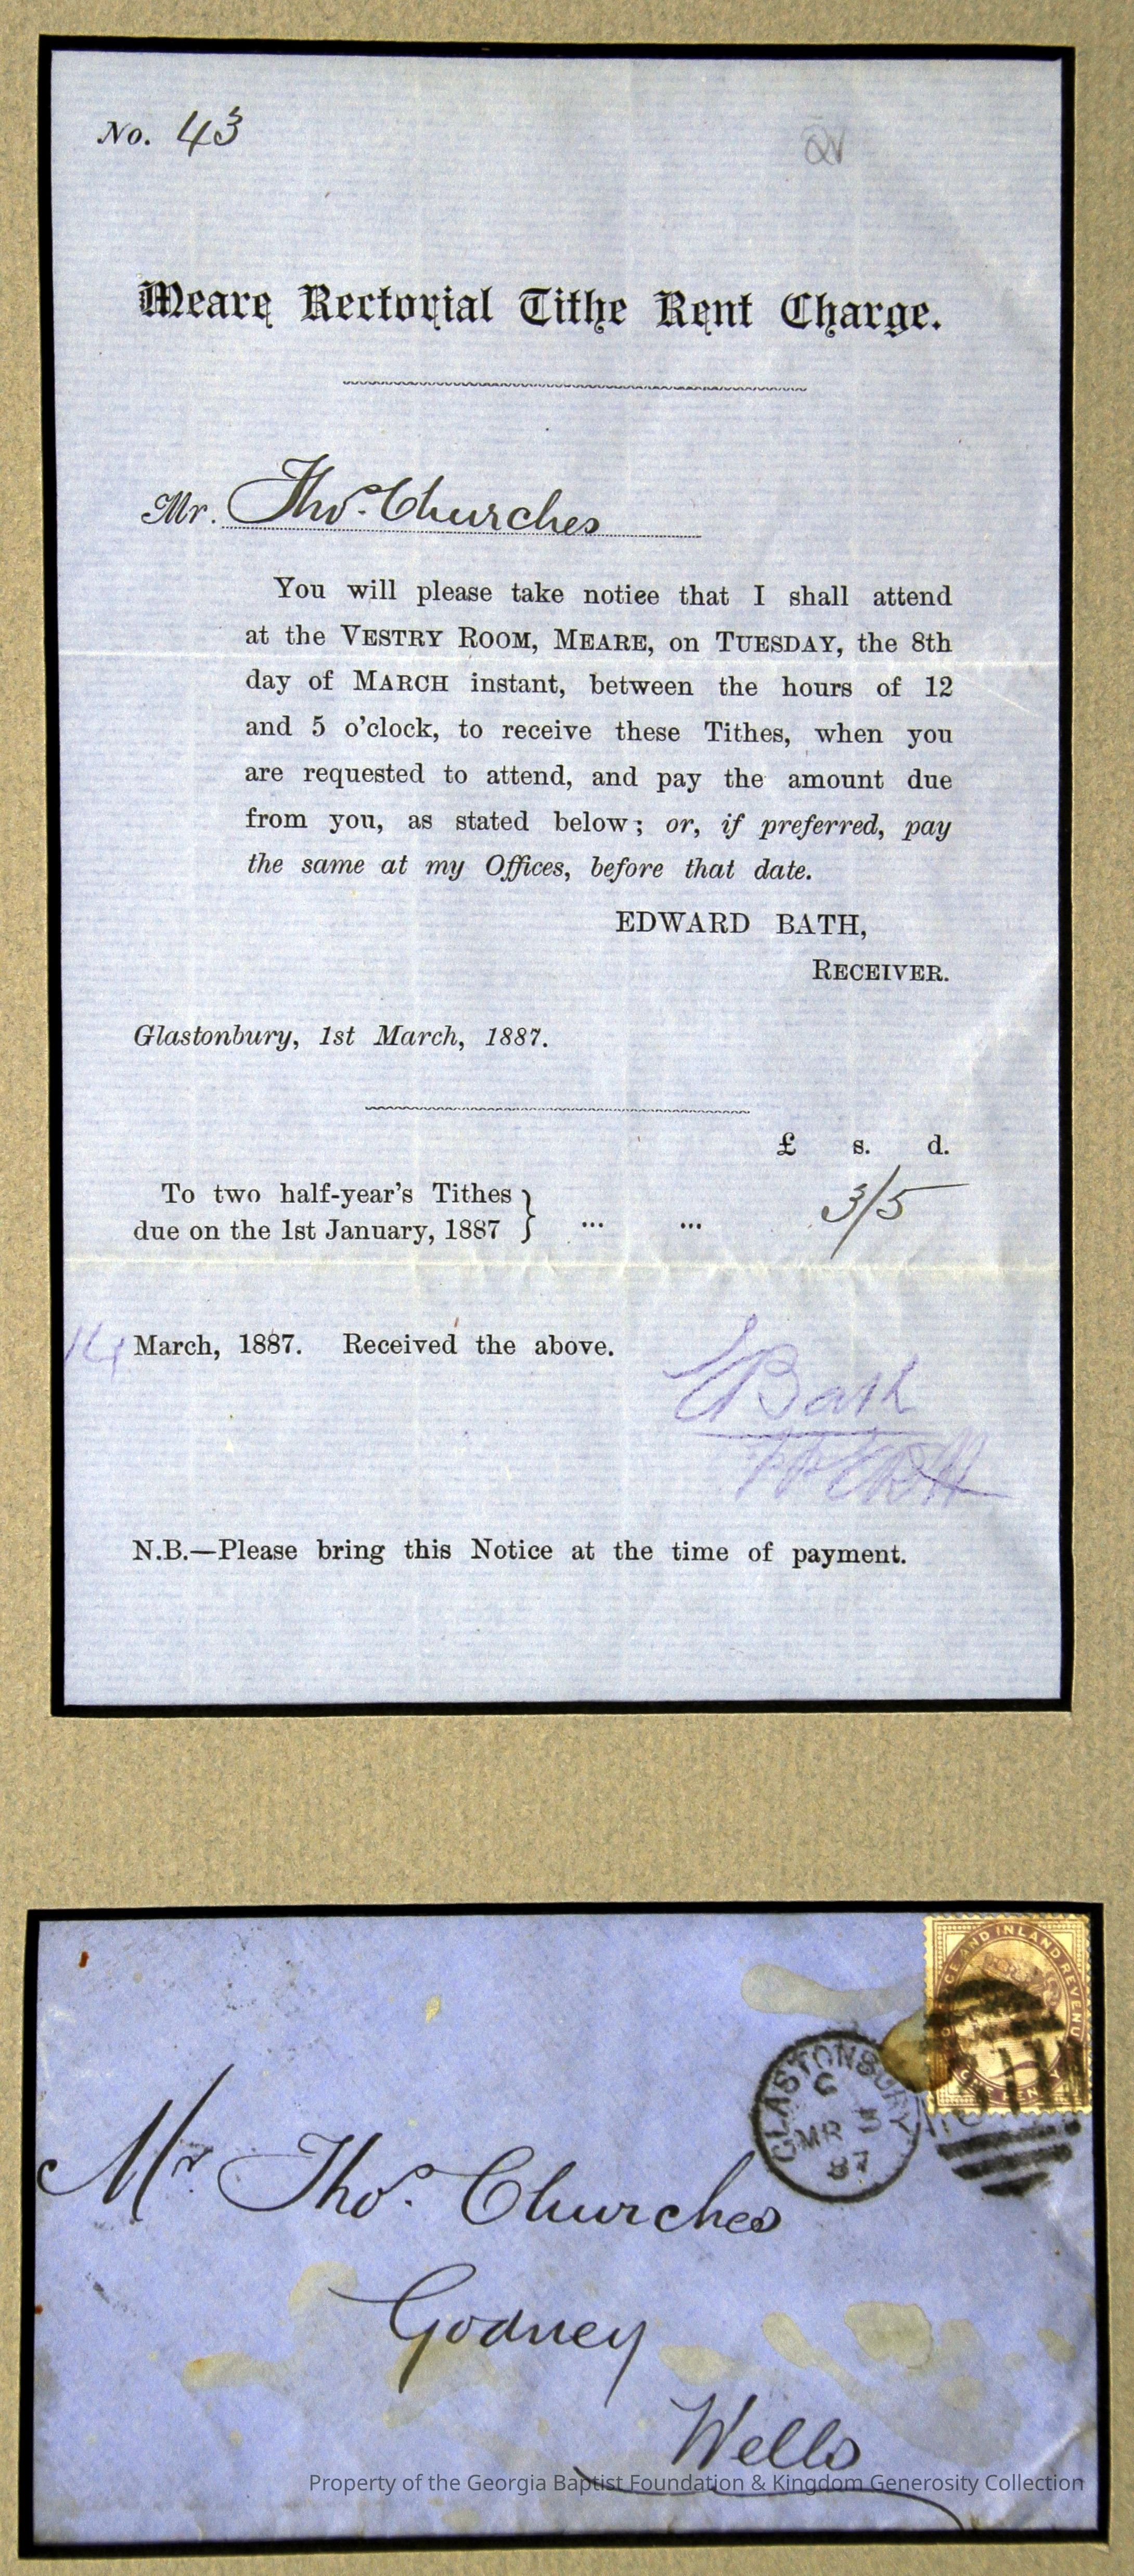 No. 43
Meare Rectorial Tithe Rent Charge.
Mr. Thos. Churches
You will please take notice that I shall attend
at the VESTRY ROOM, MEARE, on TUESDAY, the 8th
day of MARCH instant, between the hours of 12
and 5 o'clock, to receive these Tithes, when you
are requested to attend, and pay the amount due
from you, as stated below; or, if preferred, pay
the same at my Offices, before that date.
EDWARD BATH,
RECEIVER.
Glastonbury, 1st March, 1887.
£ s. d.
To two half-year's Tithes
due on the 1st January, 1887 } ... ... 3/5
14 March, 1887. Received the above.
E Bath
N.B.—Please bring this Notice at the time of payment.
AND INLAND REVENU
PENNY
GLASTONBURY
C
MR 5
87
Mr Thos. Churches
Godney
Wells
Property of the Georgia Baptist Foundation & Kingdom Generosity Collection